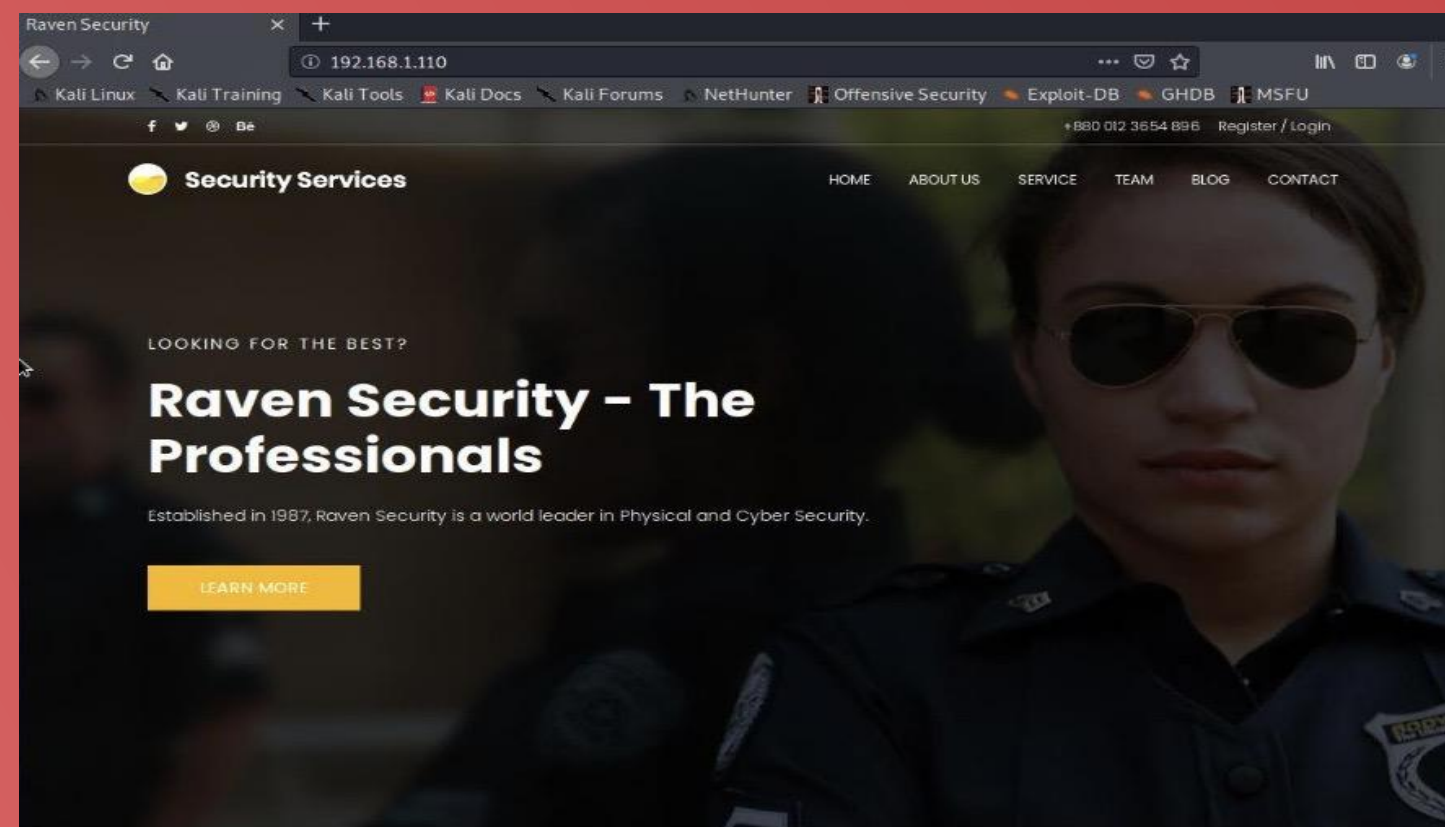 Raven Security
192.168.1.110
Kali Linux Kali Training Kali Tools Kali Docs Kali Forums NetHunter Offensive Security Exploit-DB GHDB MSFU
Bē +880 012 3654 896 Register / Login
Security Services HOME ABOUT US SERVICE TEAM BLOG CONTACT
LOOKING FOR THE BEST?
Raven Security - The
Professionals
Established in 1987, Raven Security is a world leader in Physical and Cyber Security.
LEARN MORE